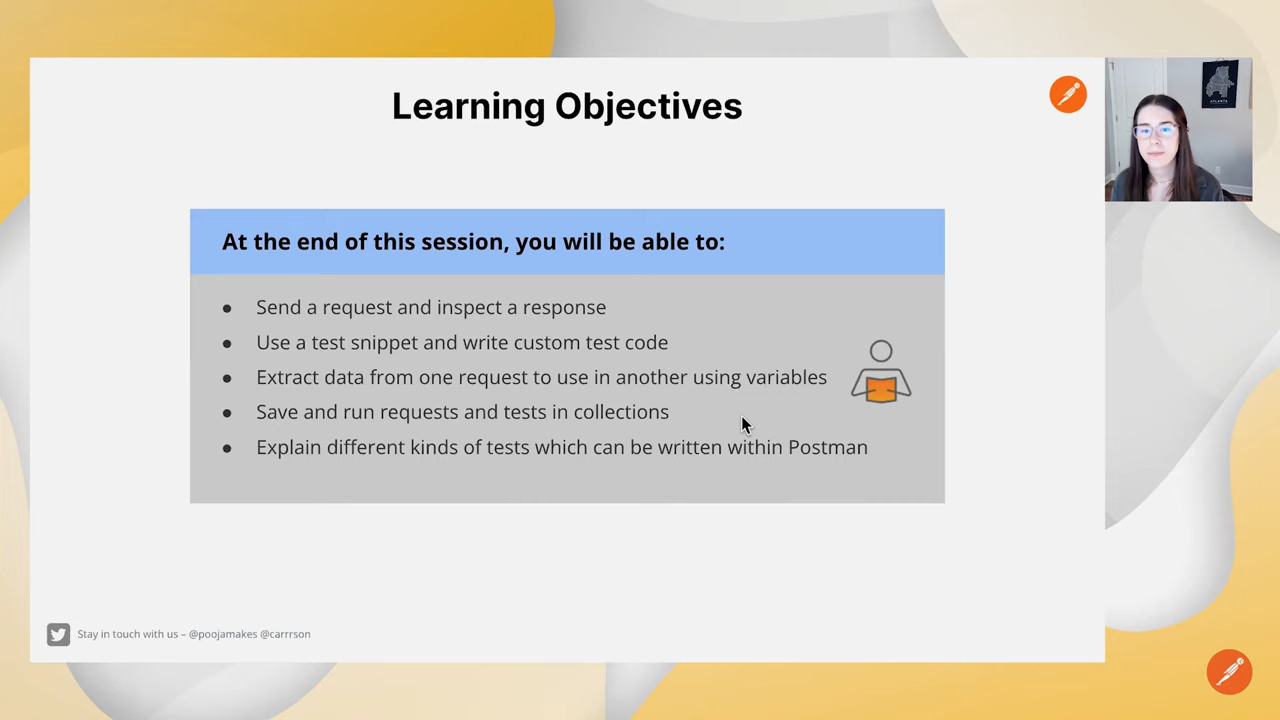 Learning Objectives
ATLANTA
At the end of this session, you will be able to:
● Send a request and inspect a response
● Use a test snippet and write custom test code
● Extract data from one request to use in another using variables
● Save and run requests and tests in collections
● Explain different kinds of tests which can be written within Postman
Stay in touch with us – @poojamakes @carrrson